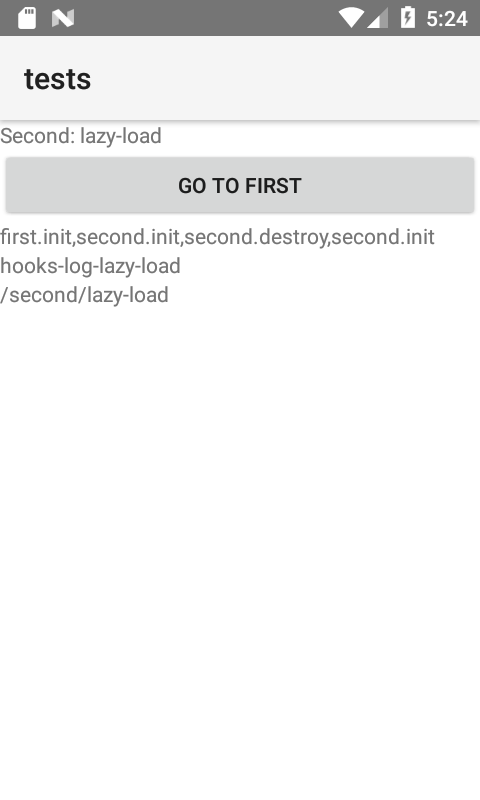 5:24
tests
Second: lazy-load
GO TO FIRST
first.init,second.init,second.destroy,second.init
hooks-log-lazy-load
/second/lazy-load